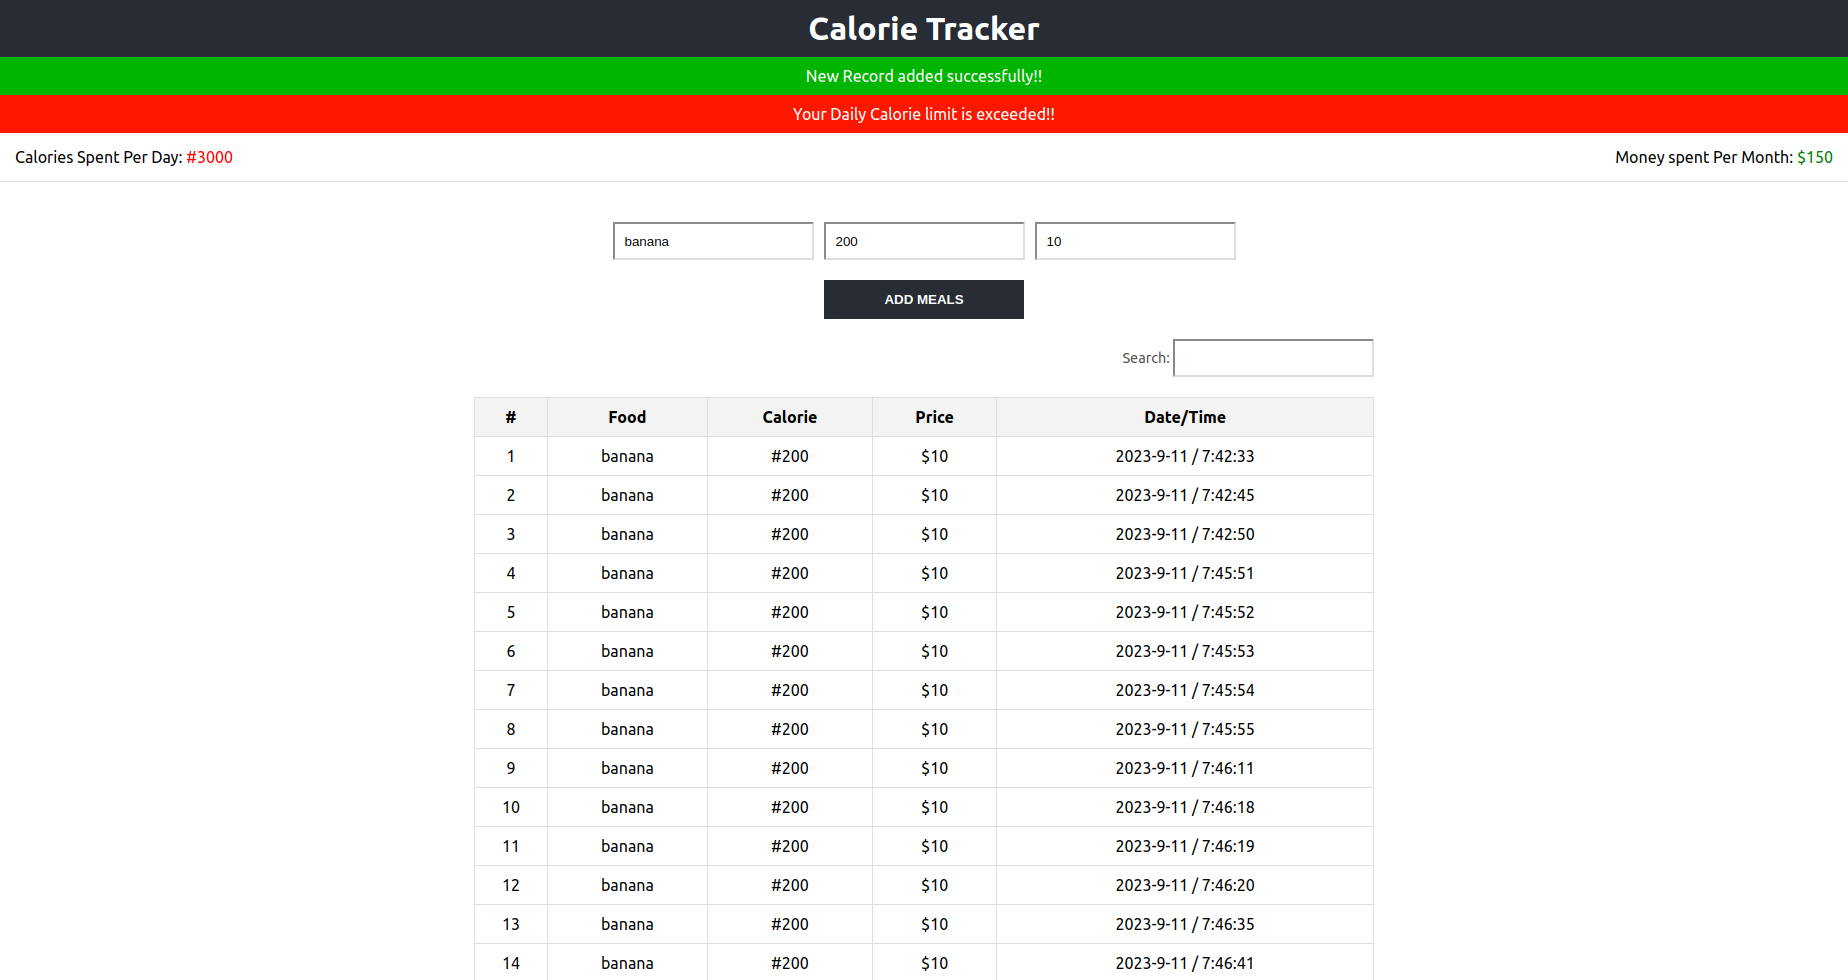 Calorie Tracker
New Record added successfully!!
Your Daily Calorie limit is exceeded!!
Calories Spent Per Day: #3000 Money spent Per Month: $150
banana 200 10
ADD MEALS
Search:
# Food Calorie Price Date/Time
1 banana #200 $10 2023-9-11 / 7:42:33
2 banana #200 $10 2023-9-11 / 7:42:45
3 banana #200 $10 2023-9-11 / 7:42:50
4 banana #200 $10 2023-9-11 / 7:45:51
5 banana #200 $10 2023-9-11 / 7:45:52
6 banana #200 $10 2023-9-11 / 7:45:53
7 banana #200 $10 2023-9-11 / 7:45:54
8 banana #200 $10 2023-9-11 / 7:45:55
9 banana #200 $10 2023-9-11 / 7:46:11
10 banana #200 $10 2023-9-11 / 7:46:18
11 banana #200 $10 2023-9-11 / 7:46:19
12 banana #200 $10 2023-9-11 / 7:46:20
13 banana #200 $10 2023-9-11 / 7:46:35
14 banana #200 $10 2023-9-11 / 7:46:41